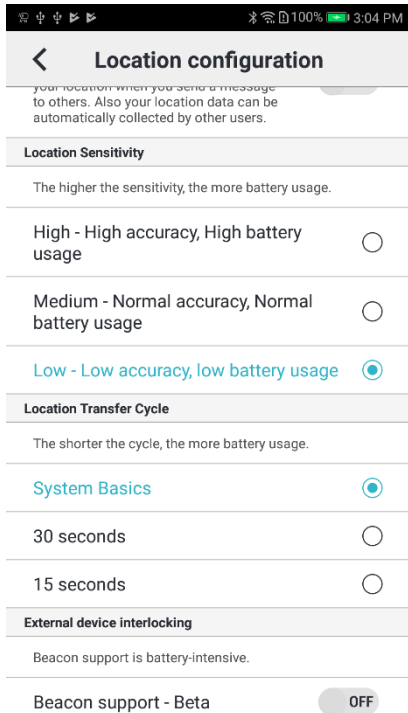 100% 3:04 PM
Location configuration
your location when you send a message
to others. Also your location data can be
automatically collected by other users.
Location Sensitivity
The higher the sensitivity, the more battery usage.
High - High accuracy, High battery
usage
Medium - Normal accuracy, Normal
battery usage
Low - Low accuracy, low battery usage
Location Transfer Cycle
The shorter the cycle, the more battery usage.
System Basics
30 seconds
15 seconds
External device interlocking
Beacon support is battery-intensive.
Beacon support - Beta OFF